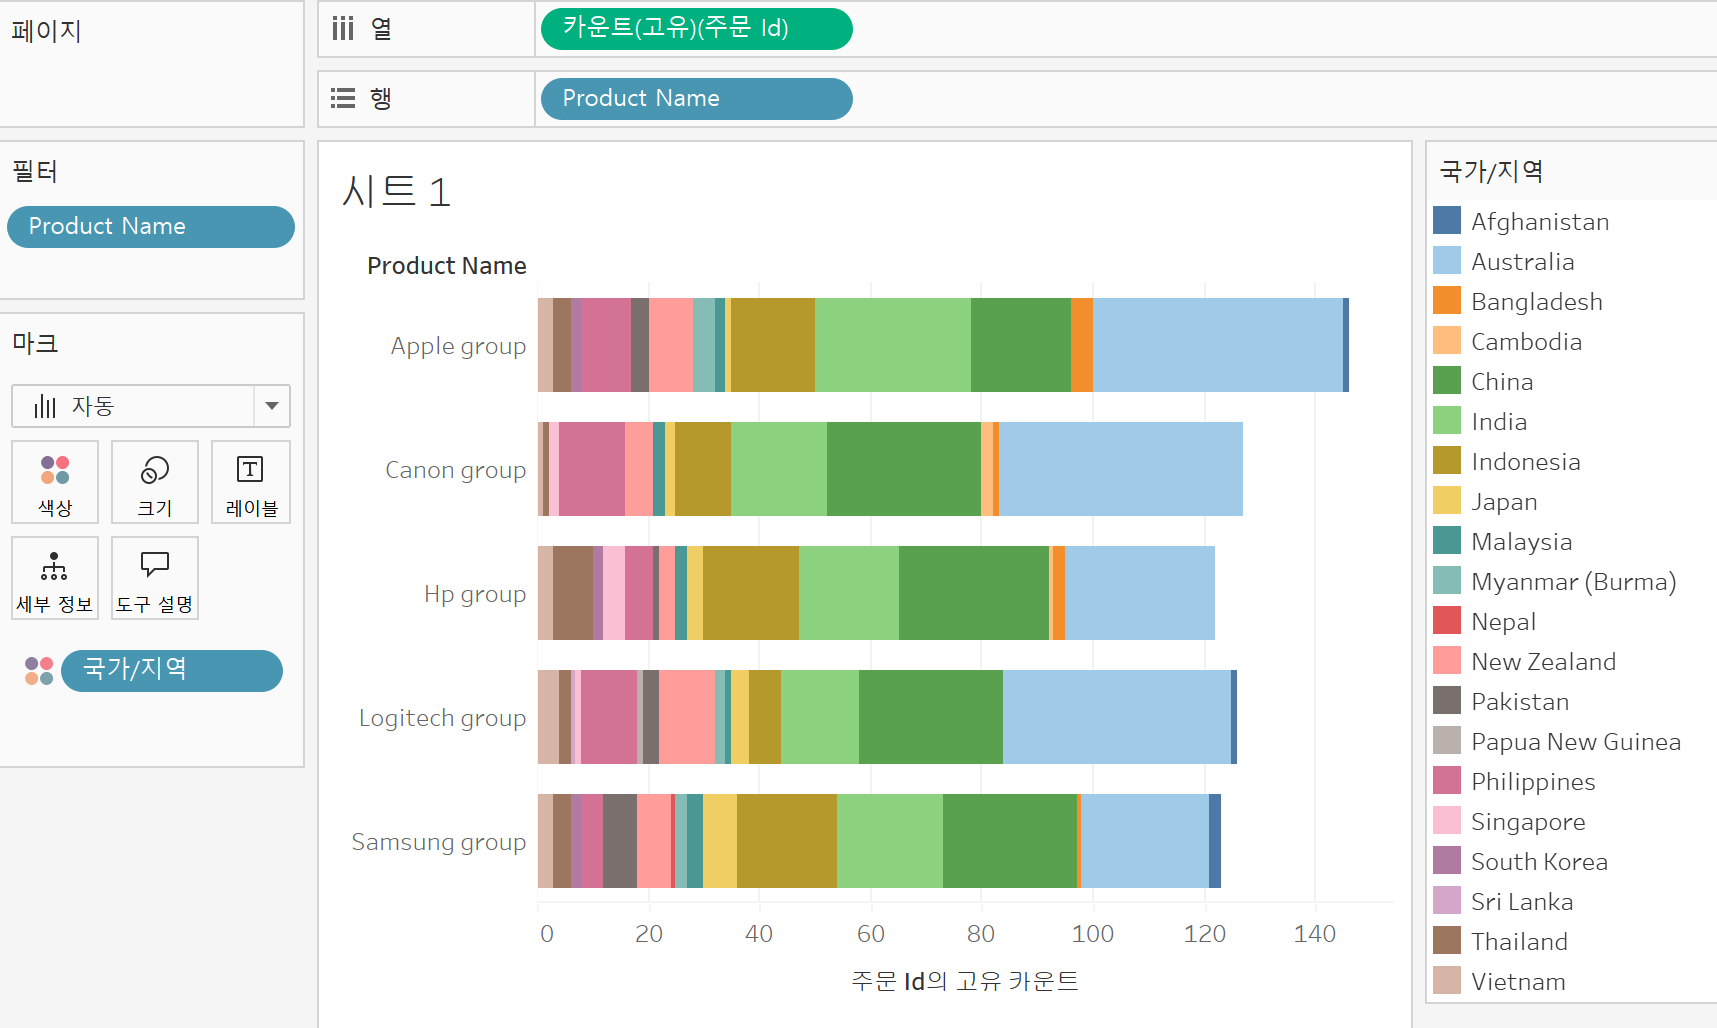 페이지
열
카운트(고유)(주문 Id)
행
Product Name
필터
Product Name
마크
자동
색상
크기
레이블
세부 정보
도구 설명
국가/지역
시트 1
Product Name
Apple group
Canon group
Hp group
Logitech group
Samsung group
0 20 40 60 80 100 120 140
주문 Id의 고유 카운트
국가/지역
Afghanistan
Australia
Bangladesh
Cambodia
China
India
Indonesia
Japan
Malaysia
Myanmar (Burma)
Nepal
New Zealand
Pakistan
Papua New Guinea
Philippines
Singapore
South Korea
Sri Lanka
Thailand
Vietnam